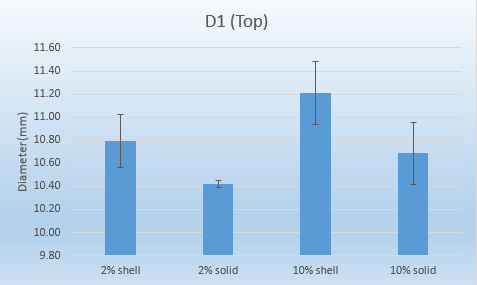 D1 (Top)
11.60
11.40
11.20
11.00
10.80
10.60
10.40
10.20
10.00
9.80
Diameter(mm)
2% shell
2% solid
10% shell
10% solid